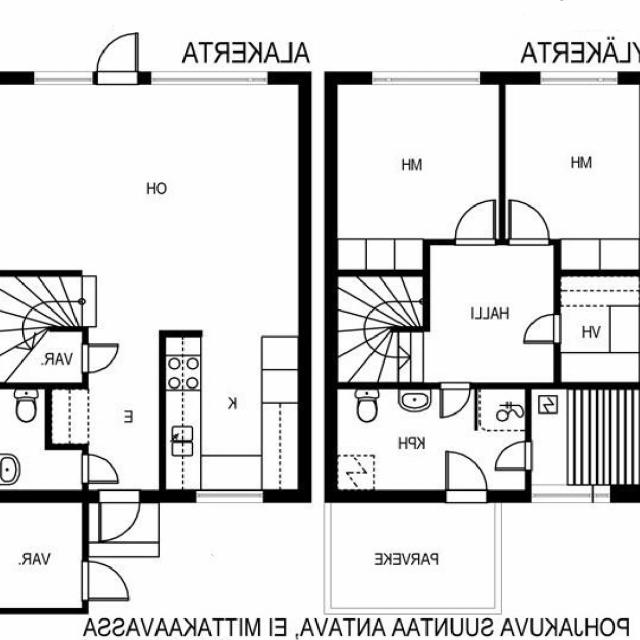 ALAKERTA
YLÄKERTA
OH
MH
MH
HALLI
VH
VAR.
E
K
KPH
VAR.
PARVEKE
POHJAKUVA SUUNTAA ANTAVA, EI MITTAKAAVASSA